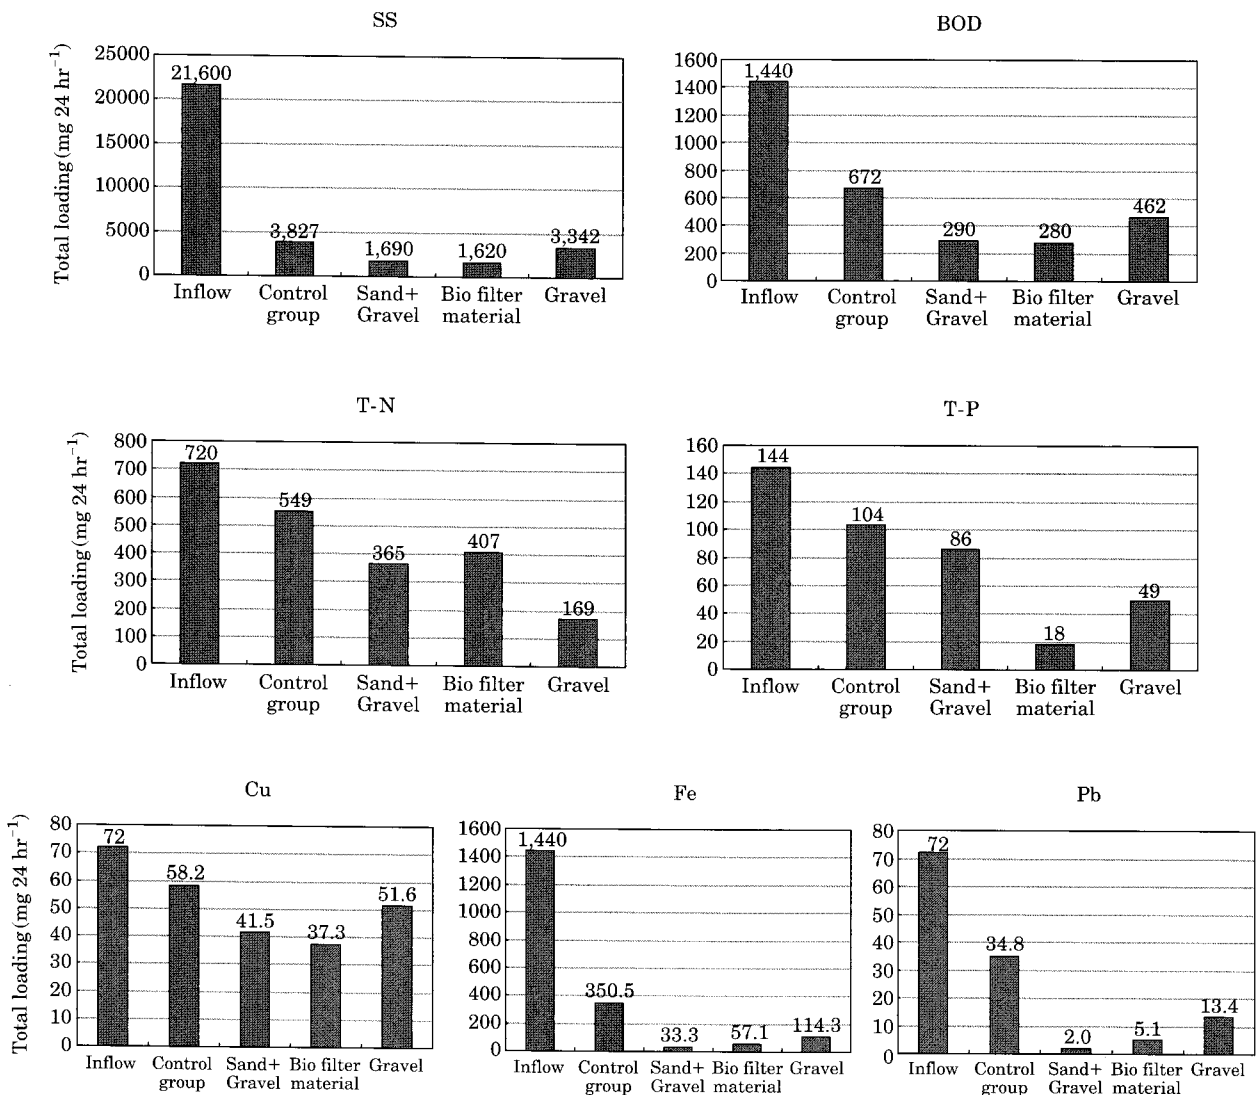 SS
Total loading (mg 24 hr⁻¹)
25000
20000
15000
10000
5000
0
21,600
3,827
1,690
1,620
3,342
Inflow
Control group
Sand+ Gravel
Bio filter material
Gravel
BOD
1600
1400
1200
1000
800
600
400
200
0
1,440
672
290
280
462
Inflow
Control group
Sand+ Gravel
Bio filter material
Gravel
T-N
Total loading (mg 24 hr⁻¹)
800
700
600
500
400
300
200
100
0
720
549
365
407
169
Inflow
Control group
Sand+ Gravel
Bio filter material
Gravel
T-P
160
140
120
100
80
60
40
20
0
144
104
86
18
49
Inflow
Control group
Sand+ Gravel
Bio filter material
Gravel
Cu
Total loading (mg 24 hr⁻¹)
80
70
60
50
40
30
20
10
0
72
58.2
41.5
37.3
51.6
Inflow
Control group
Sand+ Gravel
Bio filter material
Gravel
Fe
1600
1400
1200
1000
800
600
400
200
0
1,440
350.5
33.3
57.1
114.3
Inflow
Control group
Sand+ Gravel
Bio filter material
Gravel
Pb
80
70
60
50
40
30
20
10
0
72
34.8
2.0
5.1
13.4
Inflow
Control group
Sand+ Gravel
Bio filter material
Gravel